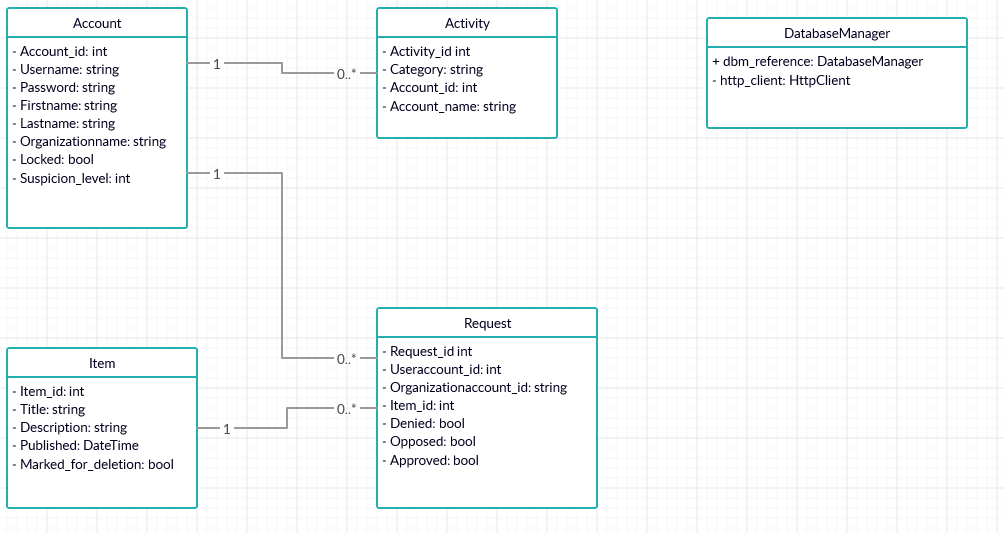 Account
- Account_id: int
- Username: string
- Password: string
- Firstname: string
- Lastname: string
- Organizationname: string
- Locked: bool
- Suspicion_level: int
1
0..*
Activity
- Activity_id int
- Category: string
- Account_id: int
- Account_name: string
DatabaseManager
+ dbm_reference: DatabaseManager
- http_client: HttpClient
1
0..*
Item
- Item_id: int
- Title: string
- Description: string
- Published: DateTime
- Marked_for_deletion: bool
1
0..*
Request
- Request_id int
- Useraccount_id: int
- Organizationaccount_id: string
- Item_id: int
- Denied: bool
- Opposed: bool
- Approved: bool